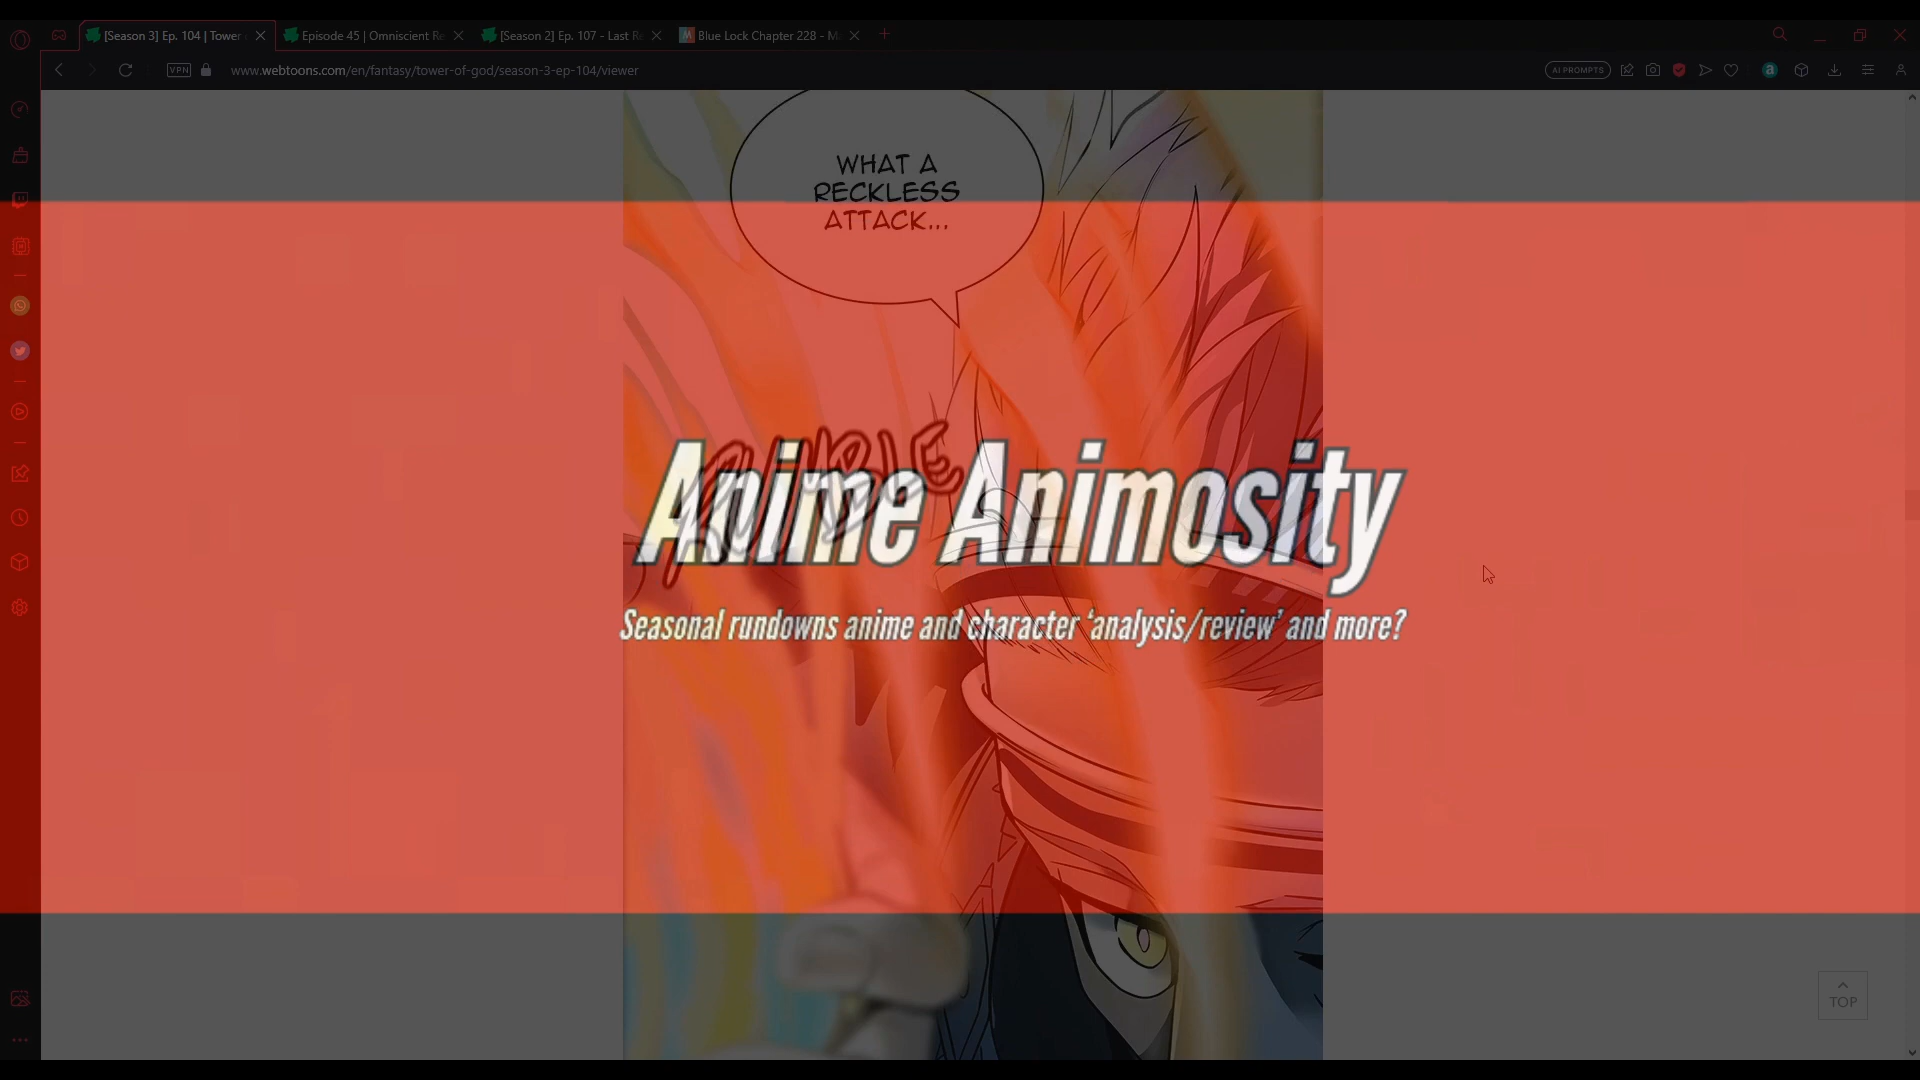 [Season 3] Ep. 104 | Tower
Episode 45 | Omniscient Re
[Season 2] Ep. 107 - Last Re
Blue Lock Chapter 228 - M
VPN
www.webtoons.com/en/fantasy/tower-of-god/season-3-ep-104/viewer
AI PROMPTS
WHAT A
RECKLESS
ATTACK...
RUMBLE
Anime Animosity
Seasonal rundowns anime and character ‘analysis/review’ and more?
TOP